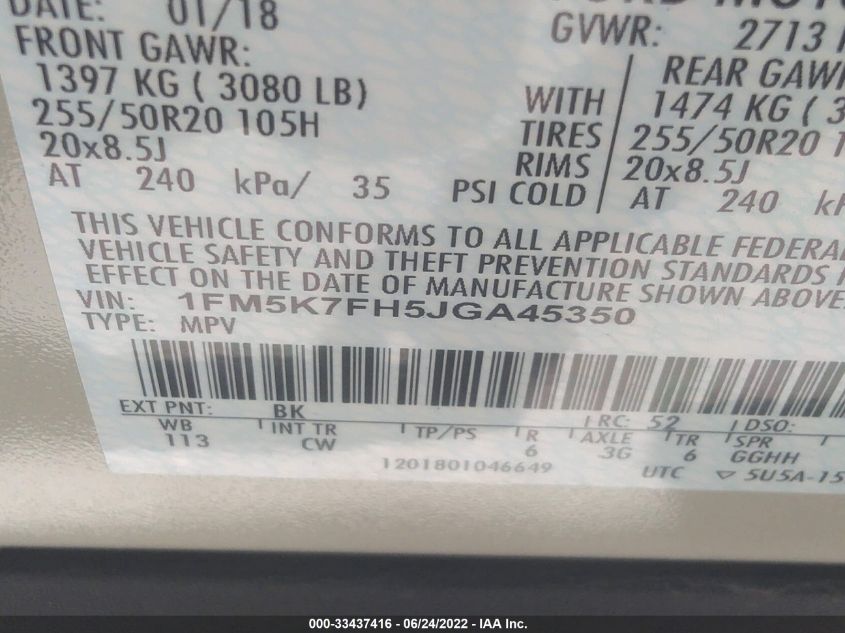 DATE: 01/18
GVWR: 2713
FRONT GAWR:
1397 KG ( 3080 LB)
255/50R20 105H
20x8.5J
AT 240 kPa/ 35 PSI COLD
WITH
TIRES
RIMS
REAR GAWR
1474 KG ( 3
255/50R20 1
20x8.5J
AT 240 kP
THIS VEHICLE CONFORMS TO ALL APPLICABLE FEDERAL
VEHICLE SAFETY AND THEFT PREVENTION STANDARDS
EFFECT ON THE DATE OF MANUFACTURE SHOWN ABOVE.
VIN: 1FM5K7FH5JGA45350
TYPE: MPV
EXT PNT: BK RC: 52 DSO:
WB INT TR TP/PS R AXLE TR SPR
113 CW 6 3G 6 GGHH
1201801046649 UTC ▽ 5U5A-15
000-33437416 - 06/24/2022 - IAA Inc.